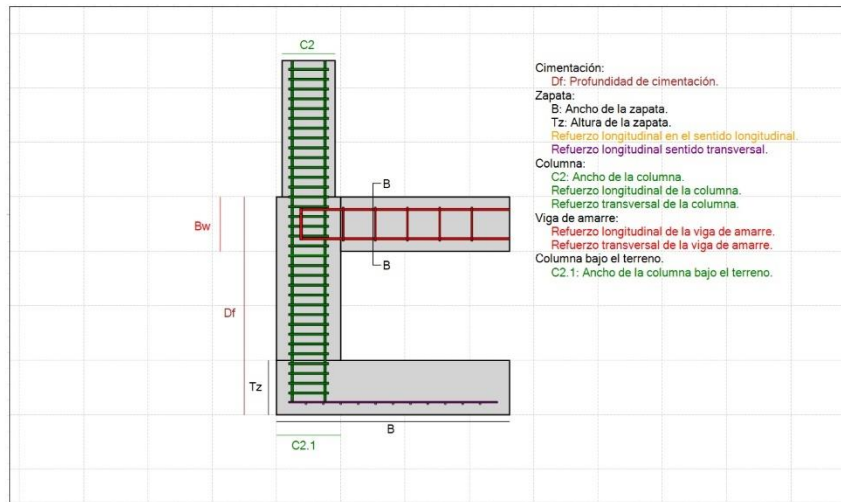 C2
Cimentación:
Df: Profundidad de cimentación.
Zapata:
B: Ancho de la zapata.
Tz: Altura de la zapata.
Refuerzo longitudinal en el sentido longitudinal.
Refuerzo longitudinal sentido transversal.
Columna:
C2: Ancho de la columna.
Refuerzo longitudinal de la columna.
Refuerzo transversal de la columna.
Viga de amarre:
Refuerzo longitudinal de la viga de amarre.
Refuerzo transversal de la viga de amarre.
Columna bajo el terreno.
C2.1: Ancho de la columna bajo el terreno.
B
Bw
B
Df
Tz
B
C2.1